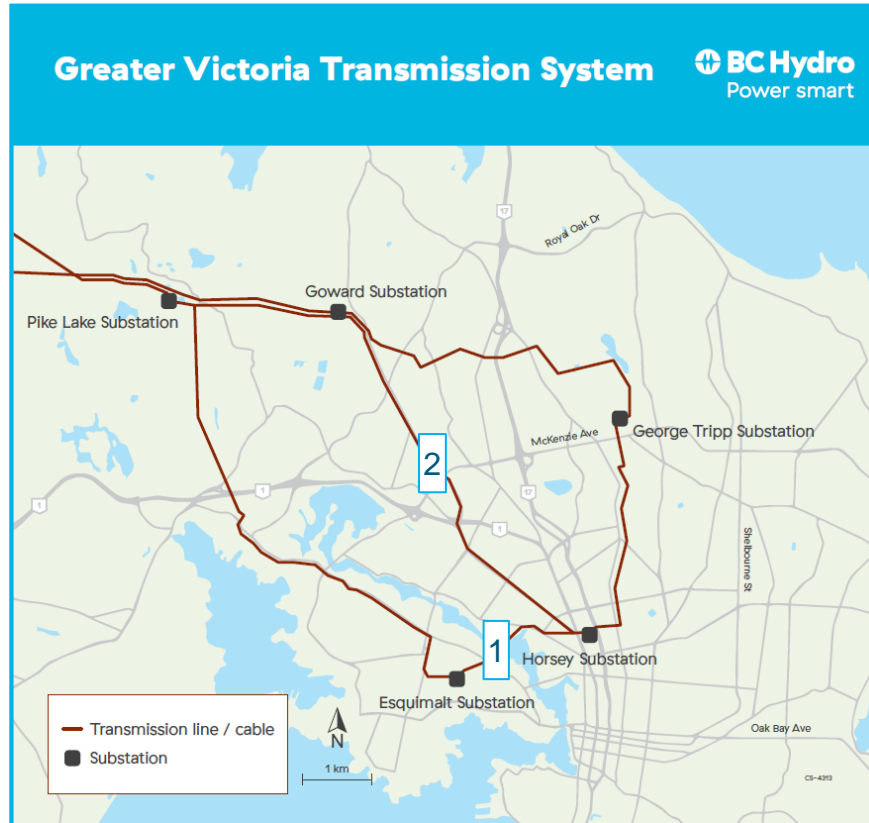 Greater Victoria Transmission System
BC Hydro
Power smart
17
Royal Oak Dr
Goward Substation
Pike Lake Substation
McKenzie Ave
George Tripp Substation
2
1
1
17
1
Shelbourne St
1
Horsey Substation
Esquimalt Substation
Transmission line / cable
Substation
N
1 km
Oak Bay Ave
CS-4313